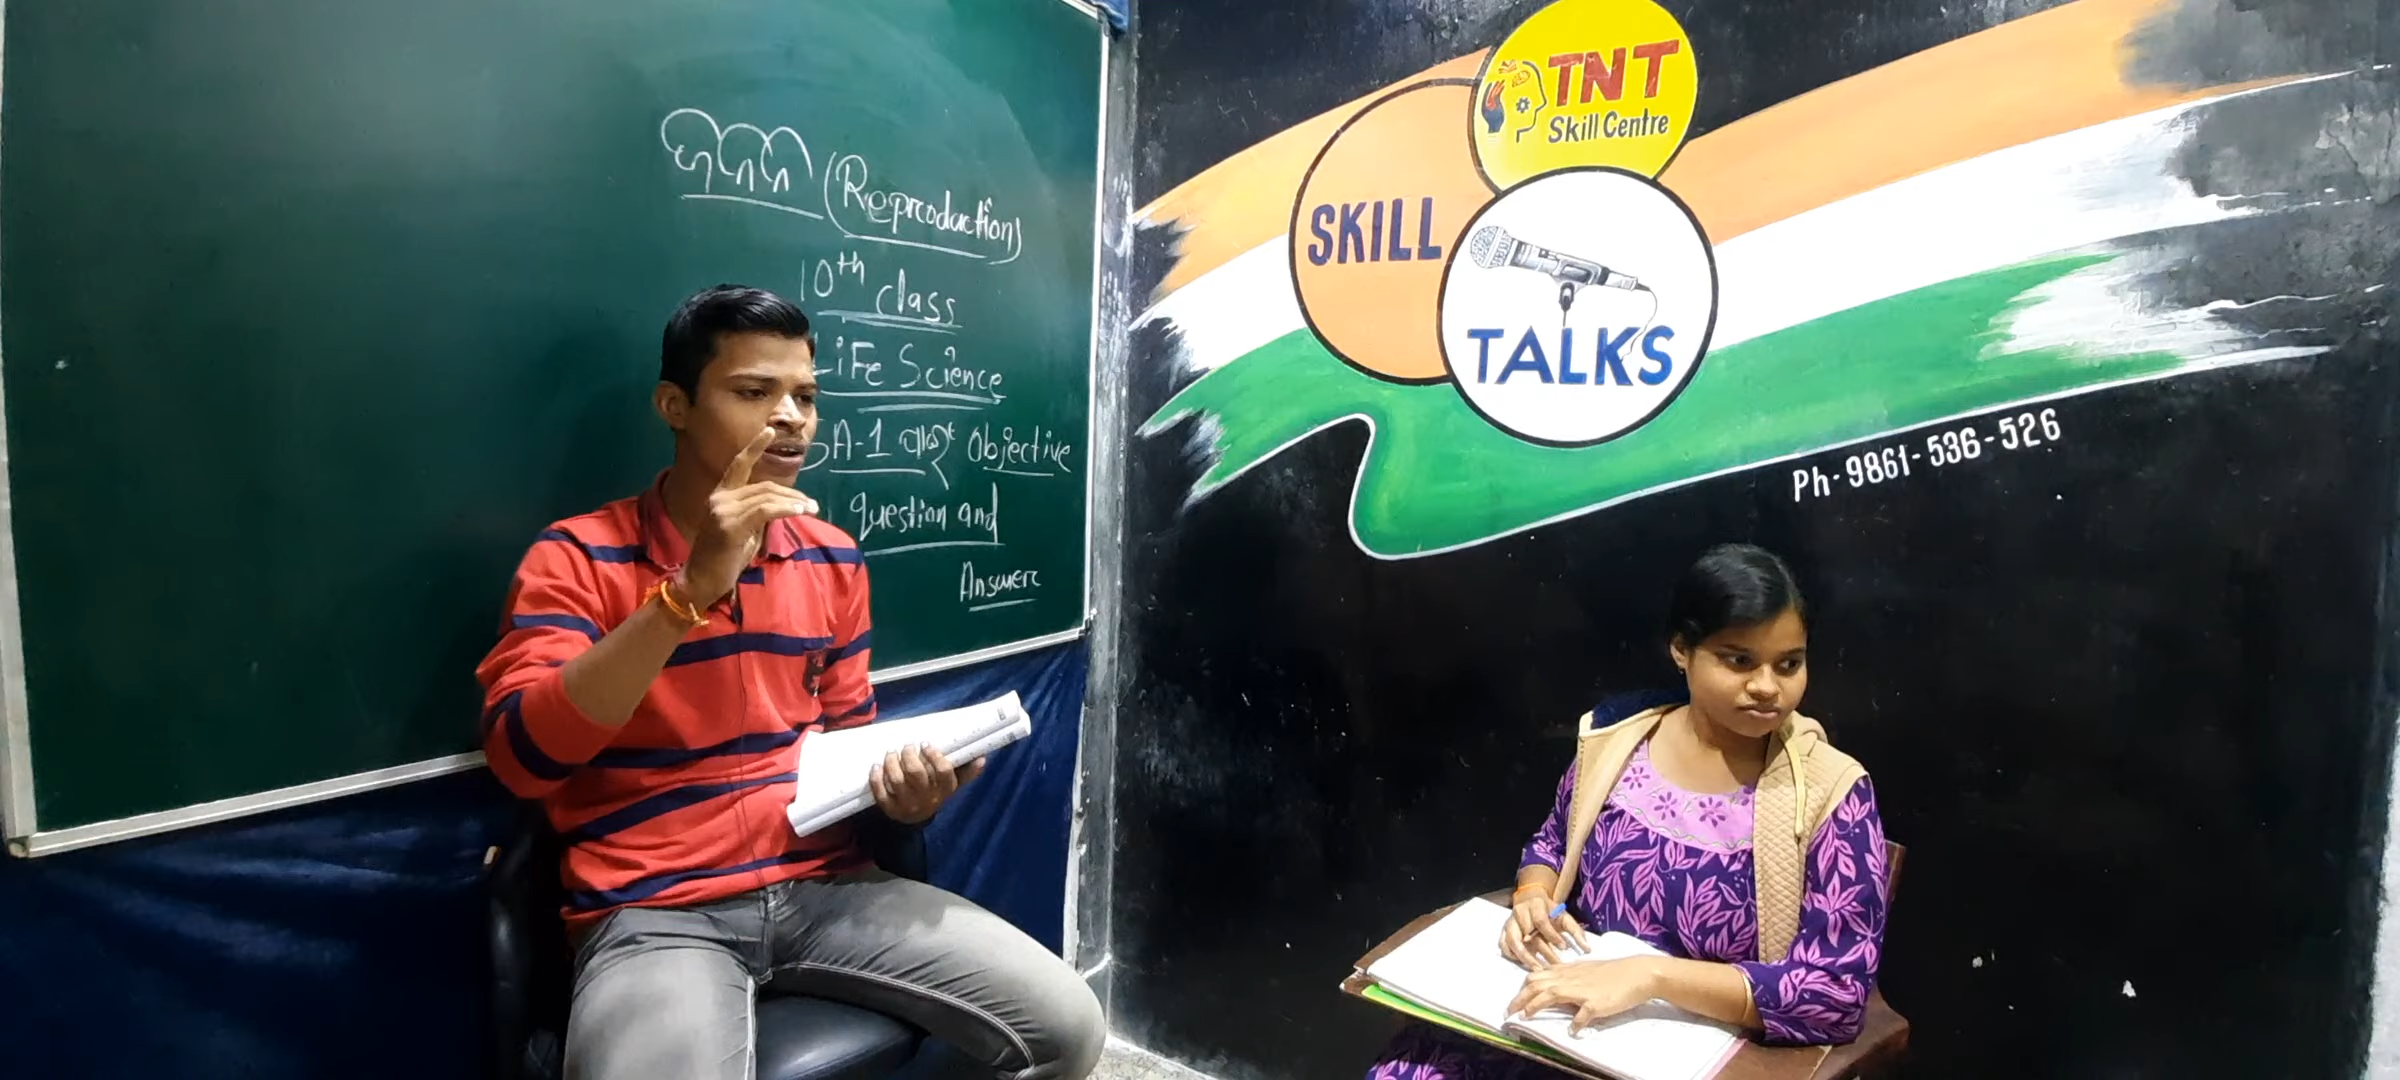 ଜନନ (Reproduction)
10th class
Life Science
SA-1 ପାଇଁ Objective
question and
Answer
TNT
Skill Centre
SKILL
TALKS
Ph-9861-536-526